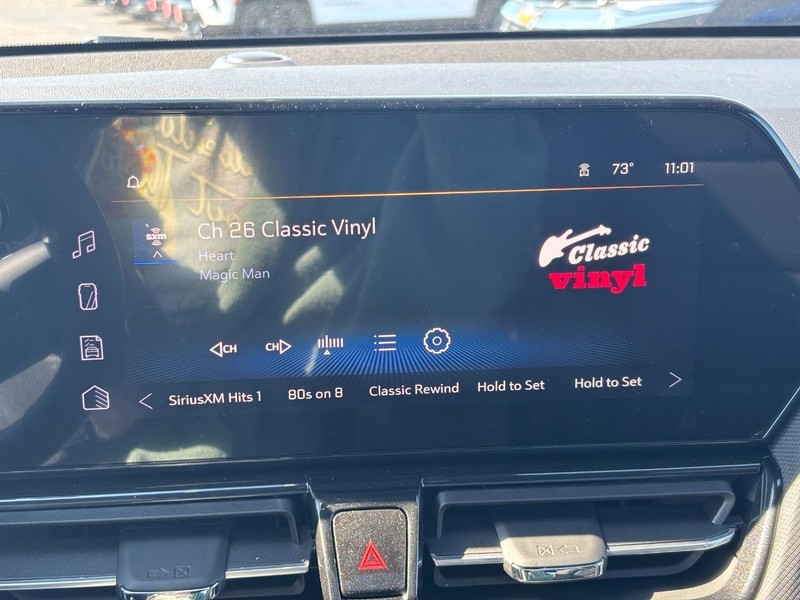 73° 11:01
sxm
Ch 26 Classic Vinyl
Heart
Magic Man
Classic
vinyl
CH CH
SiriusXM Hits 1 80s on 8 Classic Rewind Hold to Set Hold to Set